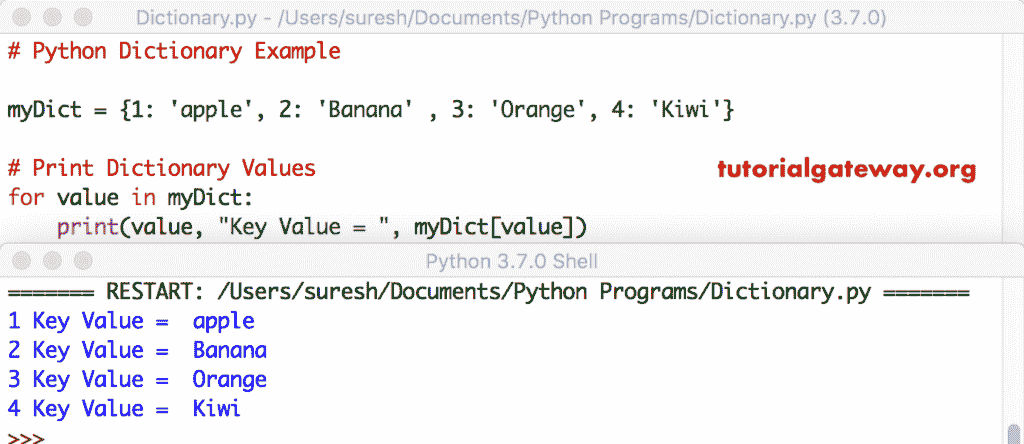 Dictionary.py - /Users/suresh/Documents/Python Programs/Dictionary.py (3.7.0)
# Python Dictionary Example
myDict = {1: 'apple', 2: 'Banana' , 3: 'Orange', 4: 'Kiwi'}
# Print Dictionary Values
tutorialgateway.org
for value in myDict:
    print(value, "Key Value = ", myDict[value])
Python 3.7.0 Shell
======= RESTART: /Users/suresh/Documents/Python Programs/Dictionary.py =======
1 Key Value =  apple
2 Key Value =  Banana
3 Key Value =  Orange
4 Key Value =  Kiwi
>>>